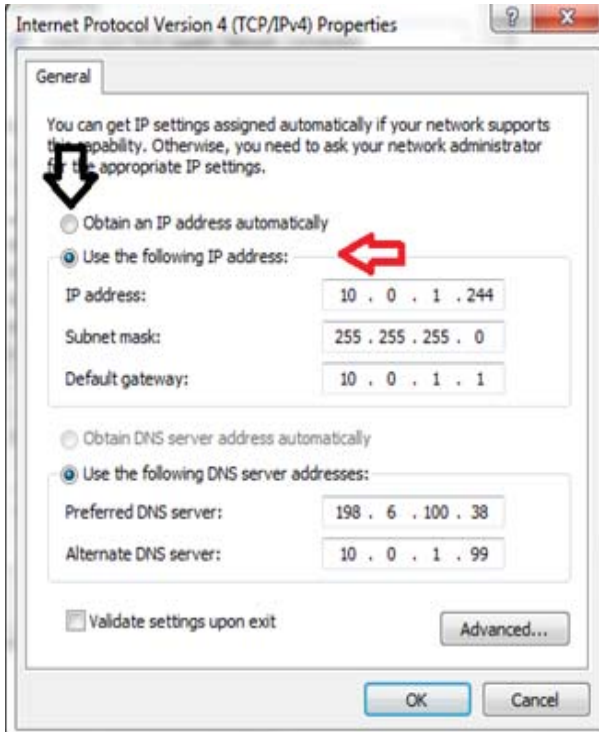 Internet Protocol Version 4 (TCP/IPv4) Properties
?
General
You can get IP settings assigned automatically if your network supports
this capability. Otherwise, you need to ask your network administrator
for the appropriate IP settings.
Obtain an IP address automatically
Use the following IP address:
IP address: 10 . 0 . 1 . 244
Subnet mask: 255 . 255 . 255 . 0
Default gateway: 10 . 0 . 1 . 1
Obtain DNS server address automatically
Use the following DNS server addresses:
Preferred DNS server: 198 . 6 . 100 . 38
Alternate DNS server: 10 . 0 . 1 . 99
Validate settings upon exit
Advanced...
OK Cancel